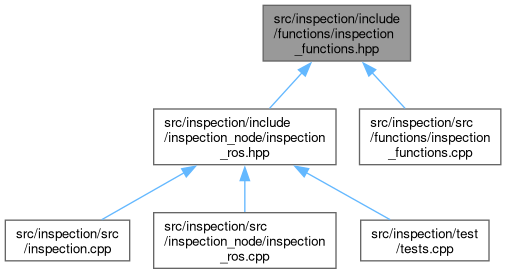 src/inspection/include
/functions/inspection
_functions.hpp
src/inspection/include
/inspection_node/inspection
_ros.hpp
src/inspection/src
/functions/inspection
_functions.cpp
src/inspection/src
/inspection.cpp
src/inspection/src
/inspection_node/inspection
_ros.cpp
src/inspection/test
/tests.cpp